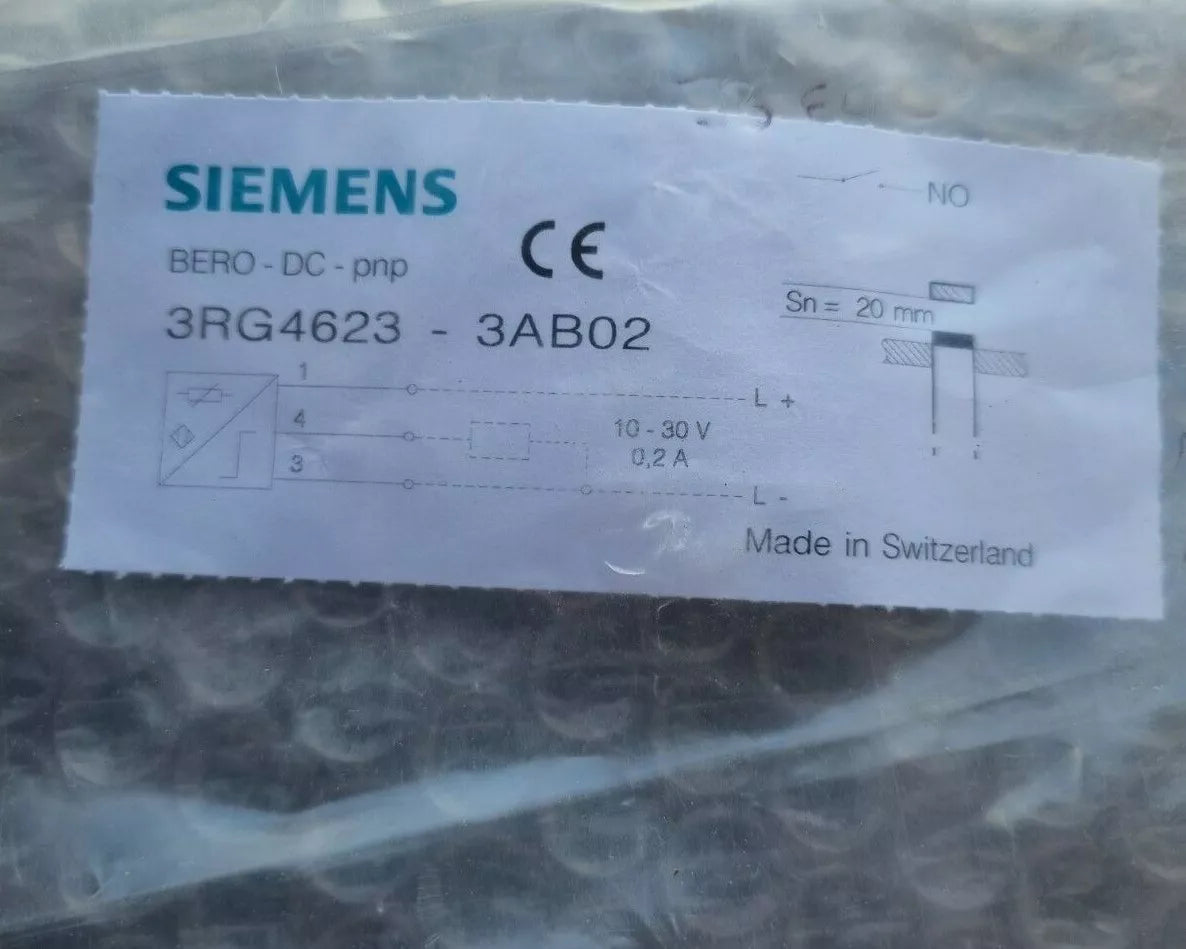 SIEMENS
CE
NO
BERO - DC - pnp
Sn = 20 mm
3RG4623 - 3AB02
1
L +
4
10 - 30 V
0,2 A
3
L -
Made in Switzerland